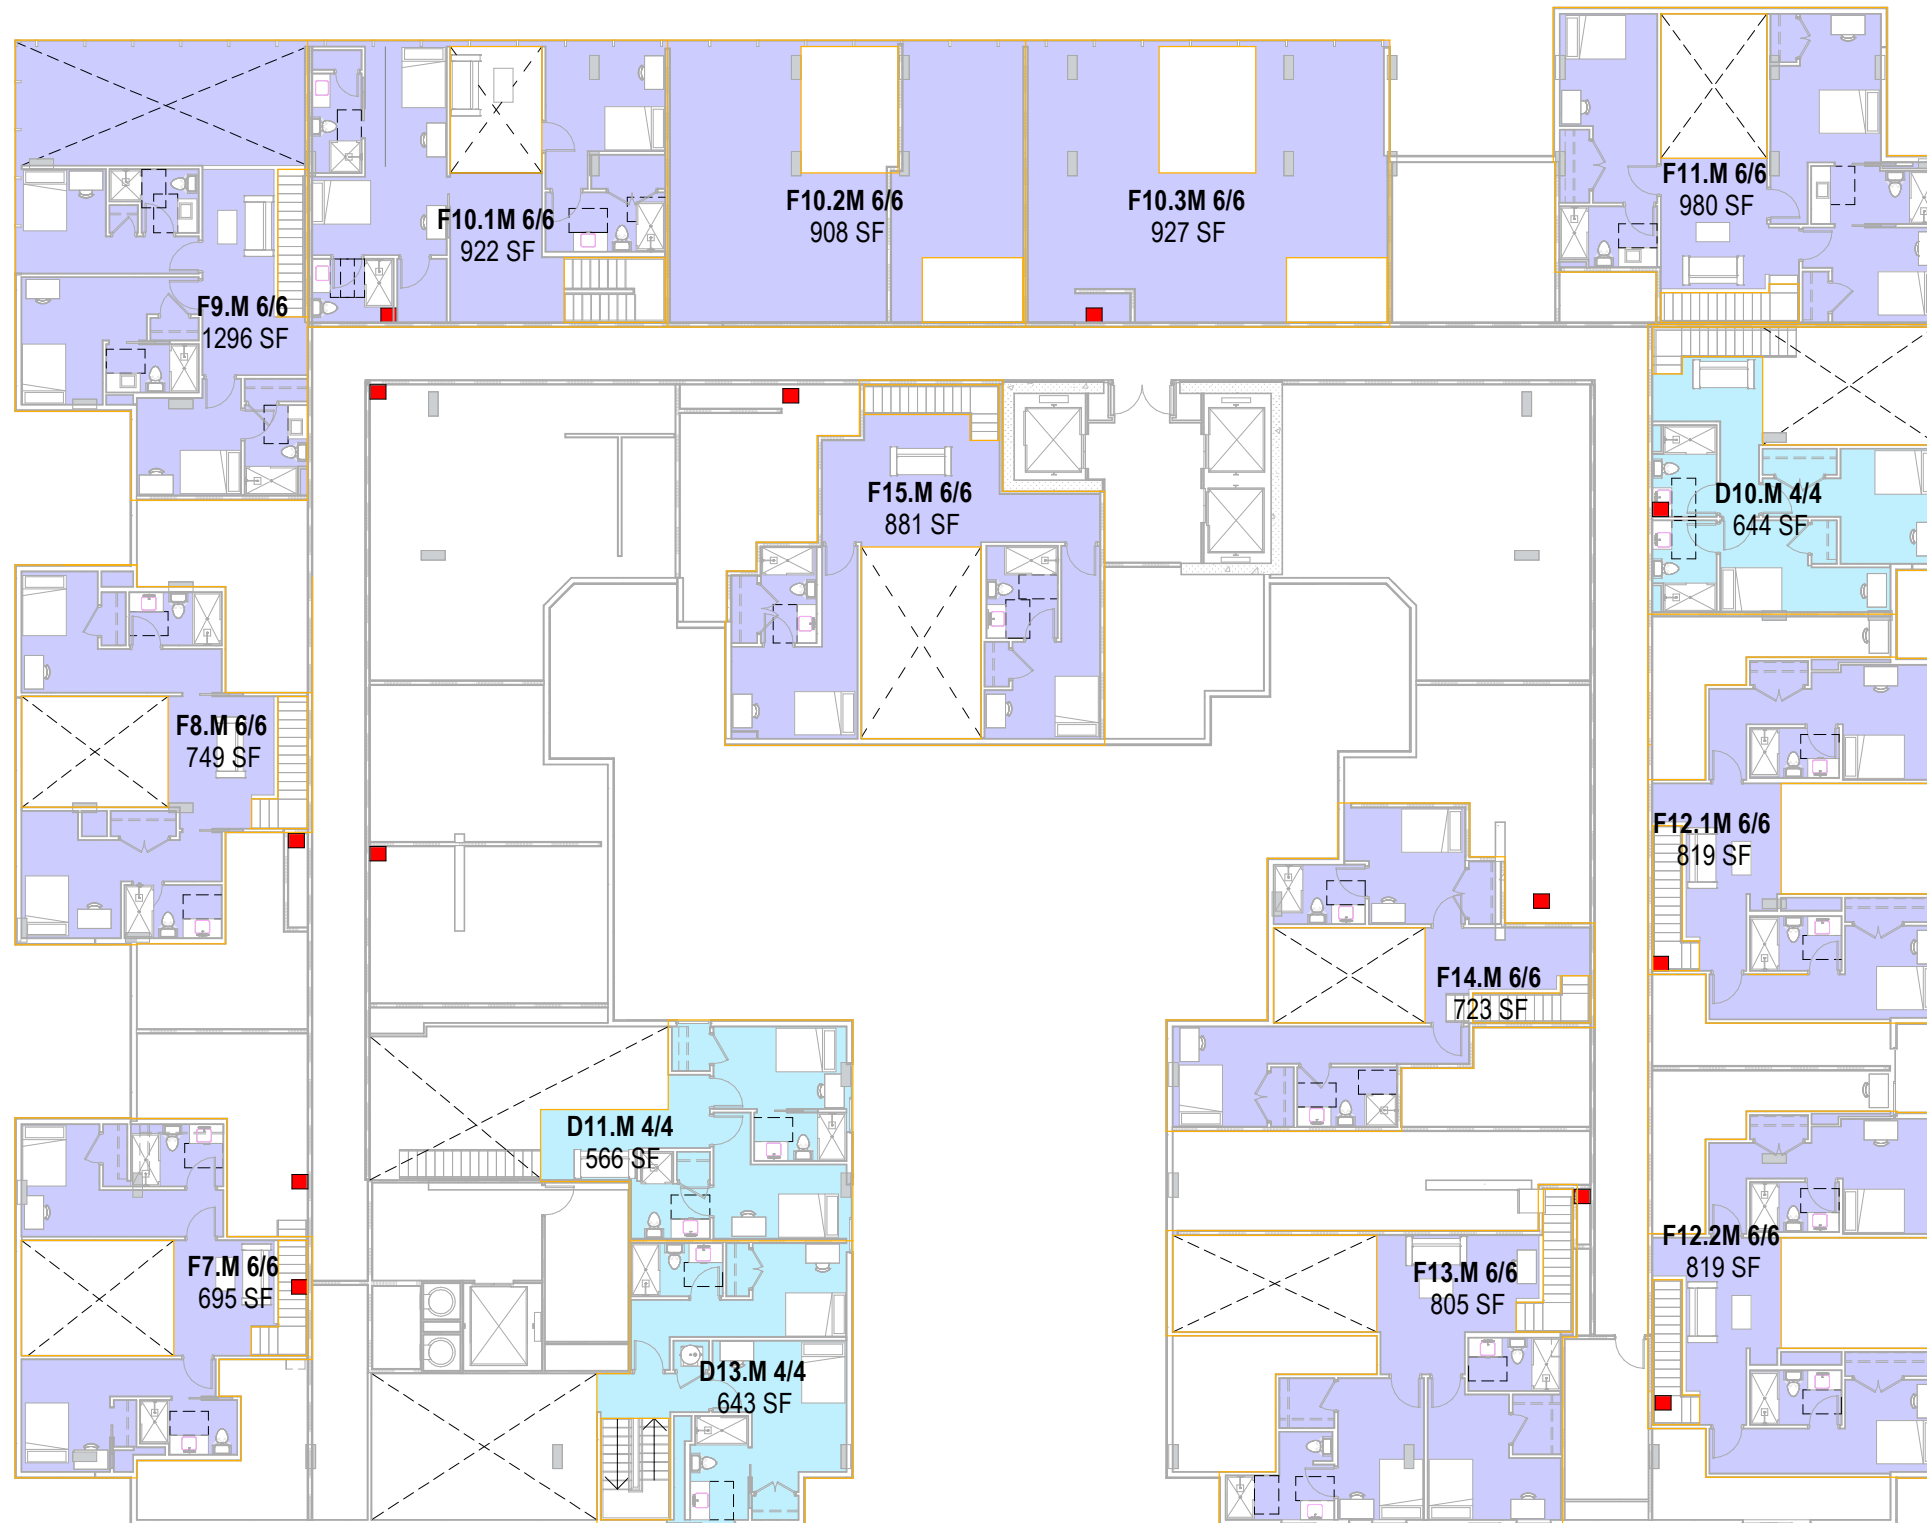 F11.M 6/6
980 SF
F10.1M 6/6
922 SF
F10.2M 6/6
908 SF
F10.3M 6/6
927 SF
F9.M 6/6
1296 SF
F15.M 6/6
881 SF
D10.M 4/4
644 SF
F8.M 6/6
749 SF
F12.1M 6/6
819 SF
F14.M 6/6
723 SF
D11.M 4/4
566 SF
F12.2M 6/6
819 SF
F7.M 6/6
695 SF
F13.M 6/6
805 SF
D13.M 4/4
643 SF